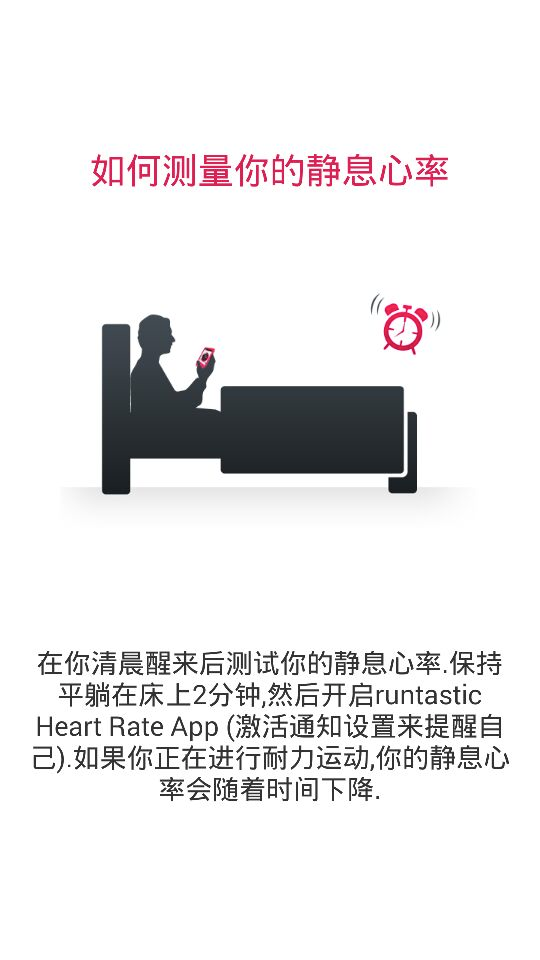 如何测量你的静息心率
在你清晨醒来后测试你的静息心率.保持
平躺在床上2分钟,然后开启runtastic
Heart Rate App (激活通知设置来提醒自
己).如果你正在进行耐力运动,你的静息心
率会随着时间下降.